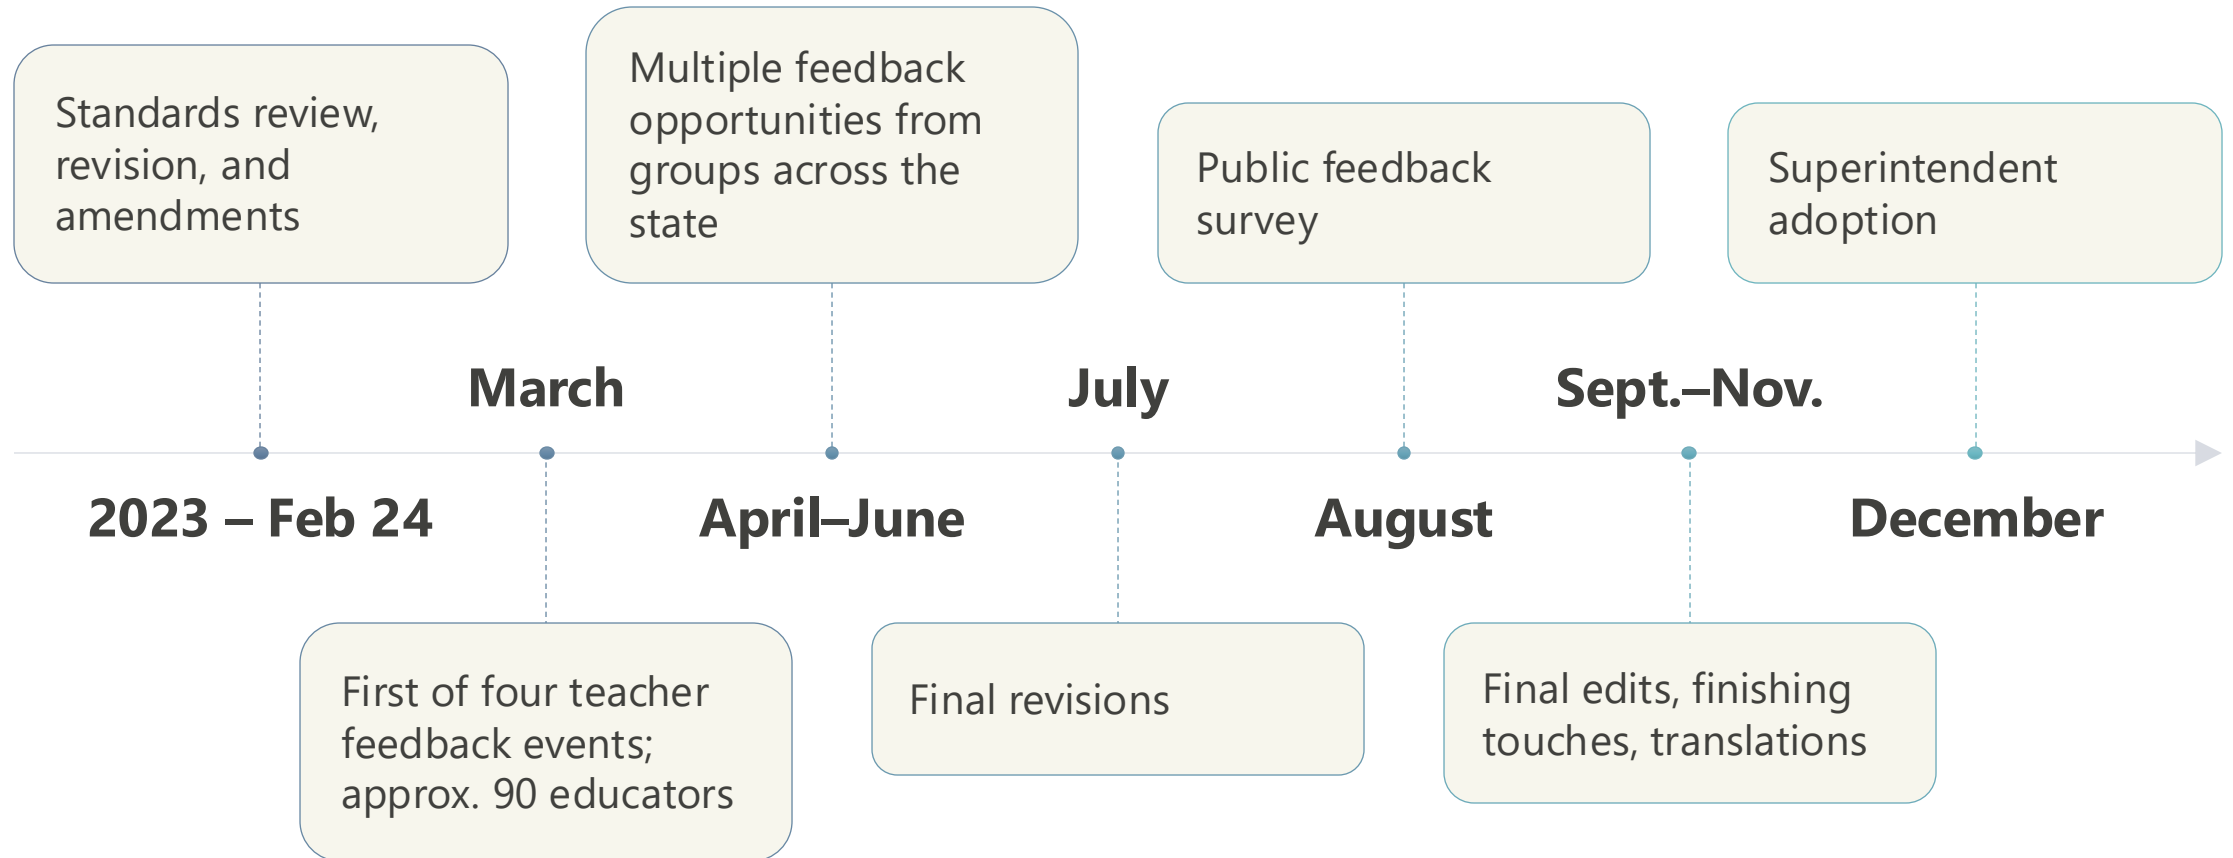 Standards review,
revision, and
amendments
2023 – Feb 24
March
First of four teacher
feedback events;
approx. 90 educators
Multiple feedback
opportunities from
groups across the
state
April–June
July
Final revisions
Public feedback
survey
August
Sept.–Nov.
Final edits, finishing
touches, translations
Superintendent
adoption
December